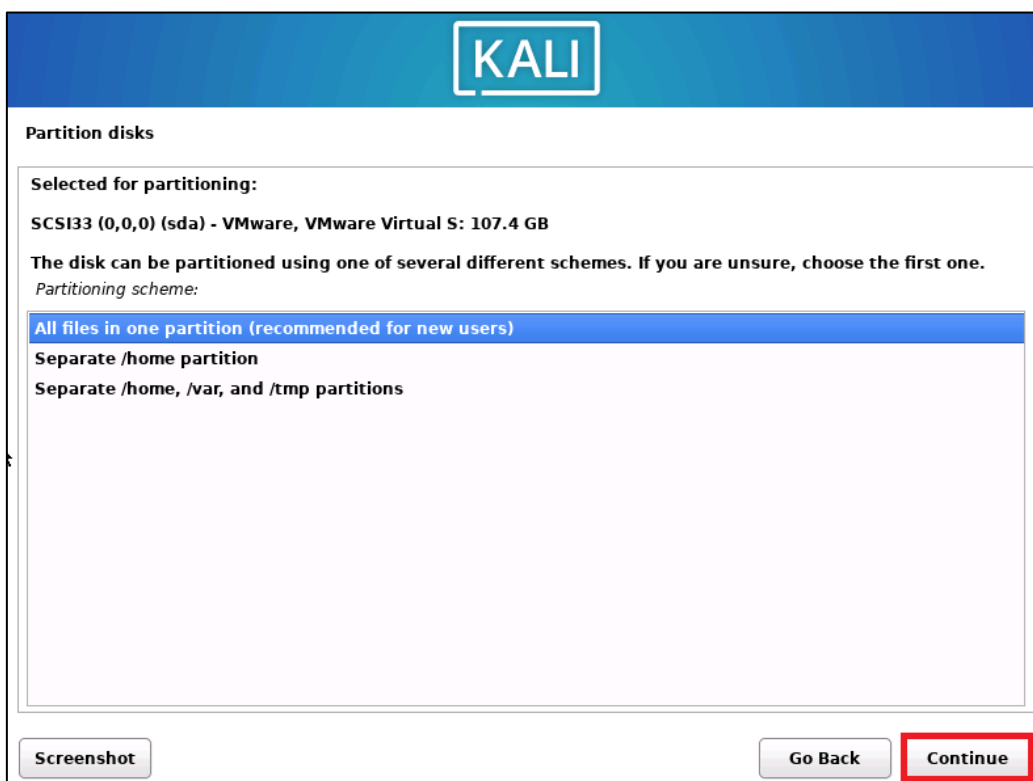 KALI
Partition disks
Selected for partitioning:
SCSI33 (0,0,0) (sda) - VMware, VMware Virtual S: 107.4 GB
The disk can be partitioned using one of several different schemes. If you are unsure, choose the first one.
Partitioning scheme:
All files in one partition (recommended for new users)
Separate /home partition
Separate /home, /var, and /tmp partitions
Screenshot
Go Back
Continue